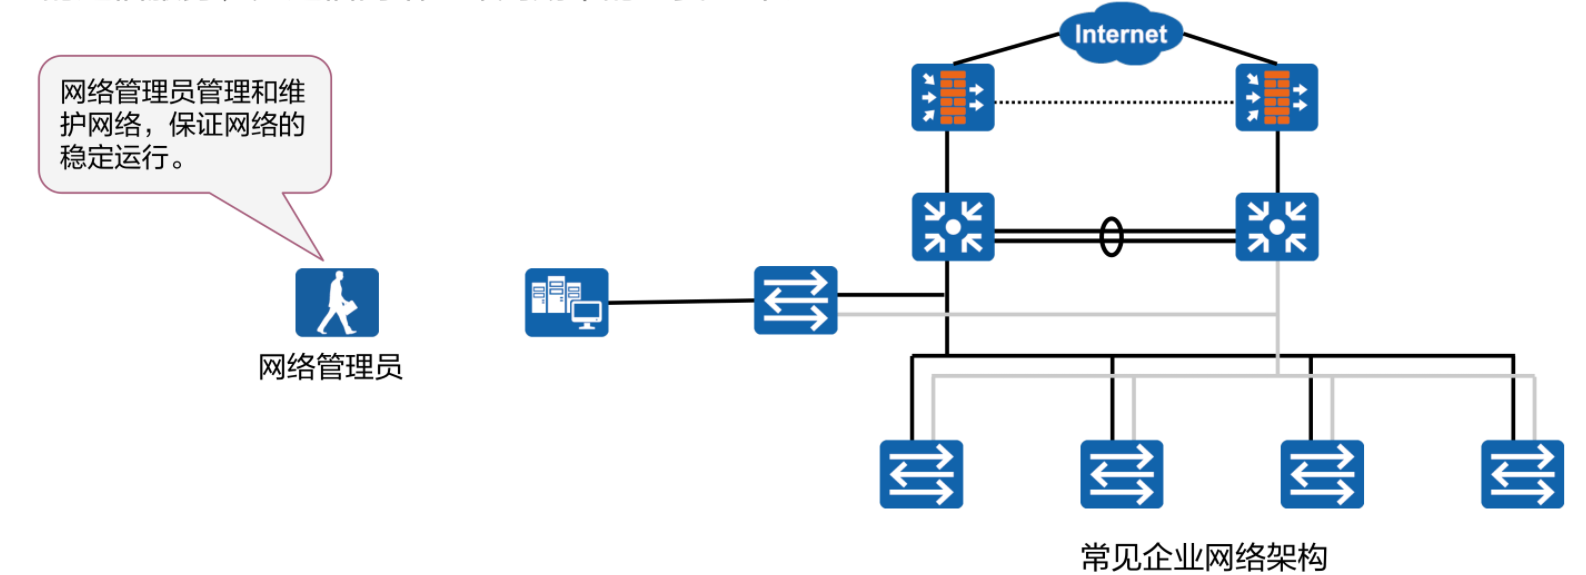 Internet
网络管理员管理和维
护网络，保证网络的
稳定运行。
网络管理员
常见企业网络架构